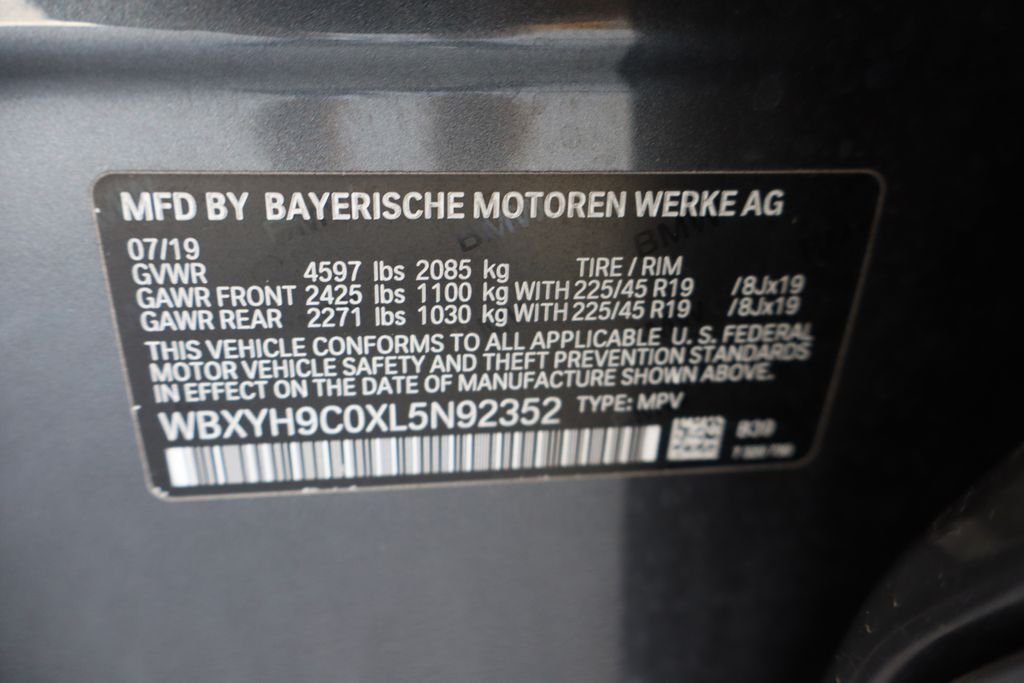 MFD BY BAYERISCHE MOTOREN WERKE AG
07/19
GVWR 4597 lbs 2085 kg TIRE / RIM
GAWR FRONT 2425 lbs 1100 kg WITH 225/45 R19 /8Jx19
GAWR REAR 2271 lbs 1030 kg WITH 225/45 R19 /8Jx19
THIS VEHICLE CONFORMS TO ALL APPLICABLE U. S. FEDERAL
MOTOR VEHICLE SAFETY AND THEFT PREVENTION STANDARDS
IN EFFECT ON THE DATE OF MANUFACTURE SHOWN ABOVE.
WBXYH9C0XL5N92352 TYPE: MPV
B39